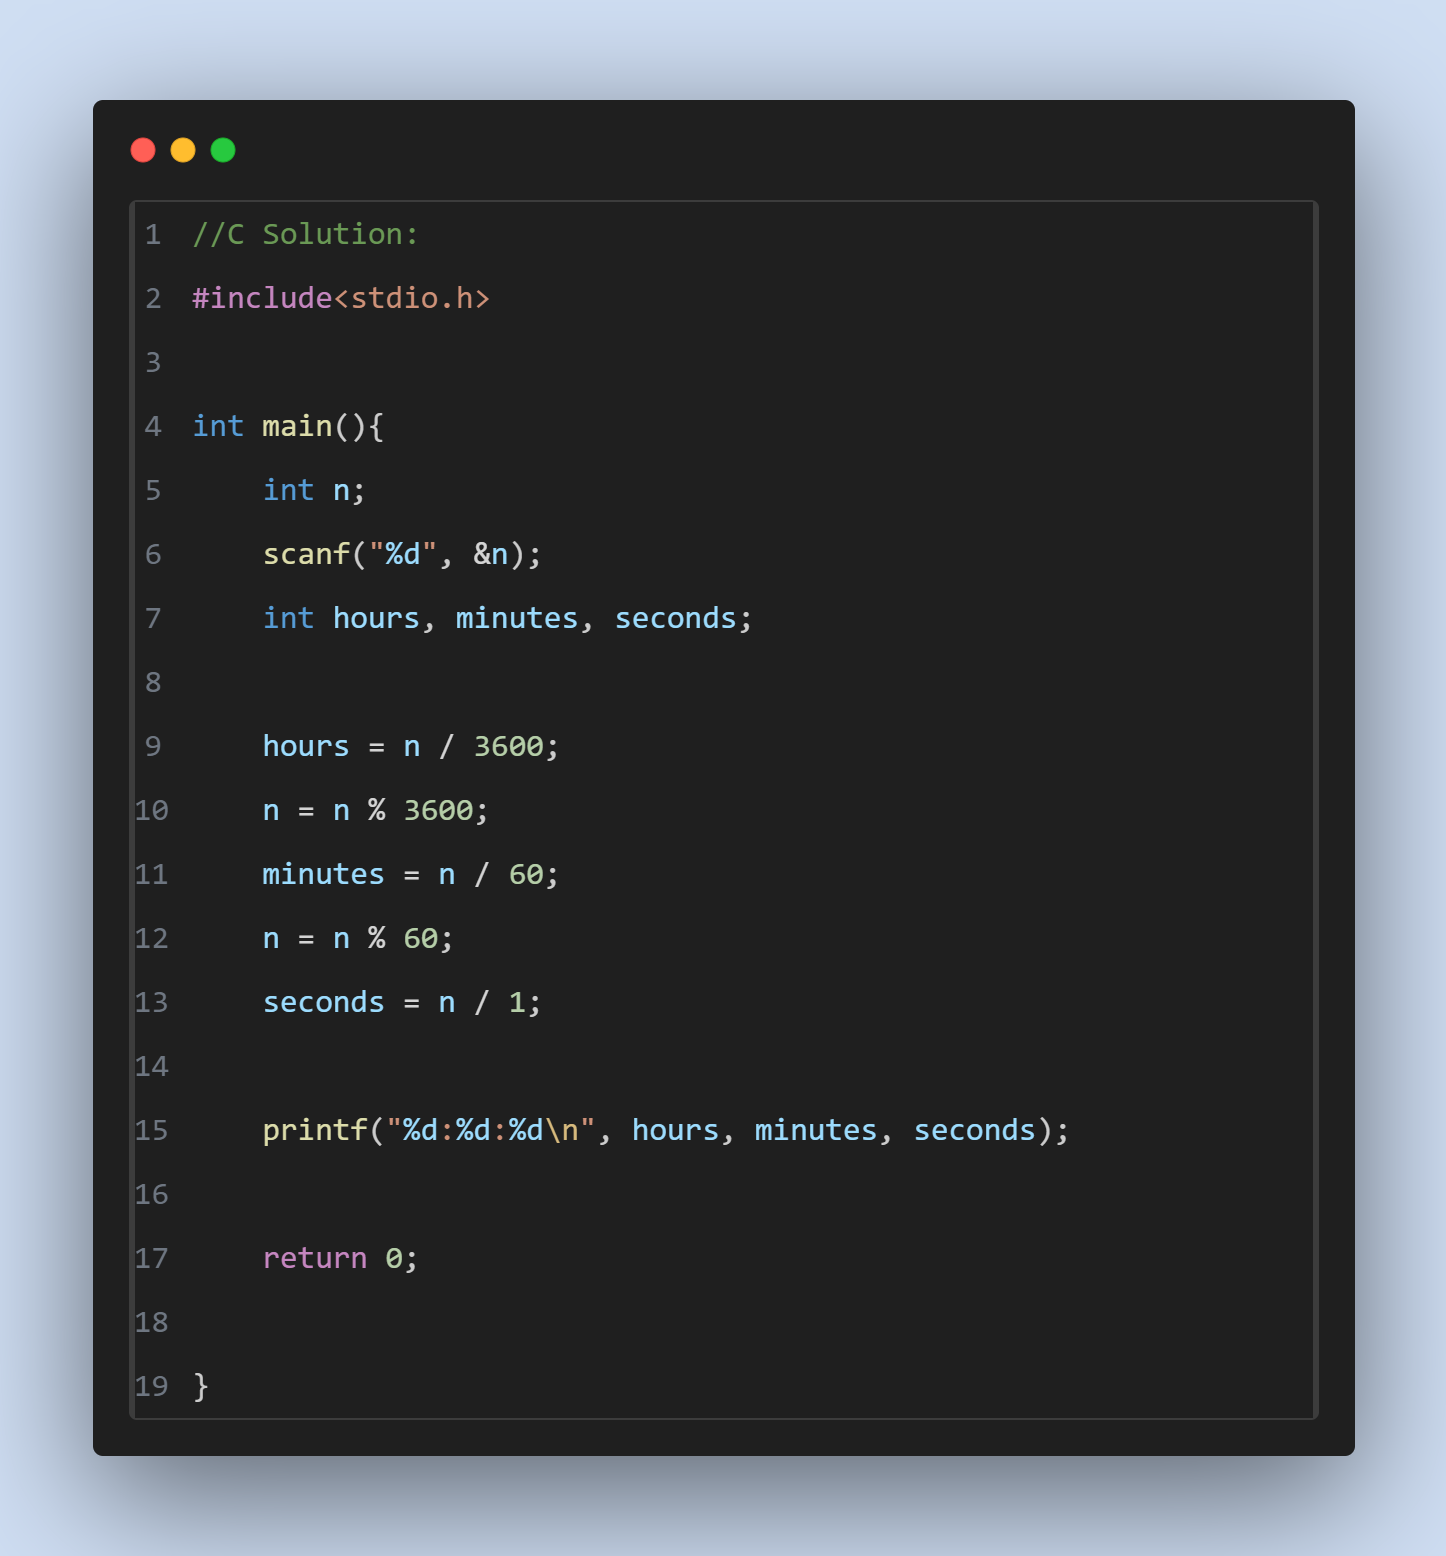 1 //C Solution:
2 #include<stdio.h>
3
4 int main(){
5     int n;
6     scanf("%d", &n);
7     int hours, minutes, seconds;
8
9     hours = n / 3600;
10     n = n % 3600;
11     minutes = n / 60;
12     n = n % 60;
13     seconds = n / 1;
14
15     printf("%d:%d:%d\n", hours, minutes, seconds);
16
17     return 0;
18
19 }